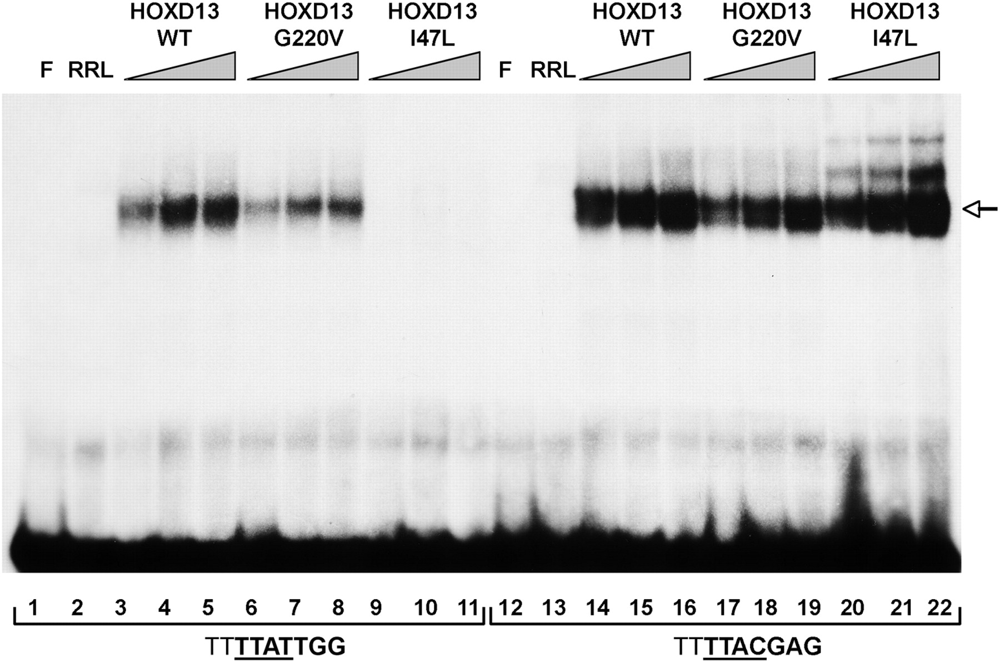 HOXD13 HOXD13 HOXD13 HOXD13 HOXD13 HOXD13
WT G220V I47L WT G220V I47L
F RRL F RRL
1 2 3 4 5 6 7 8 9 10 11 12 13 14 15 16 17 18 19 20 21 22
TTTTATTGG TTTTACGAG